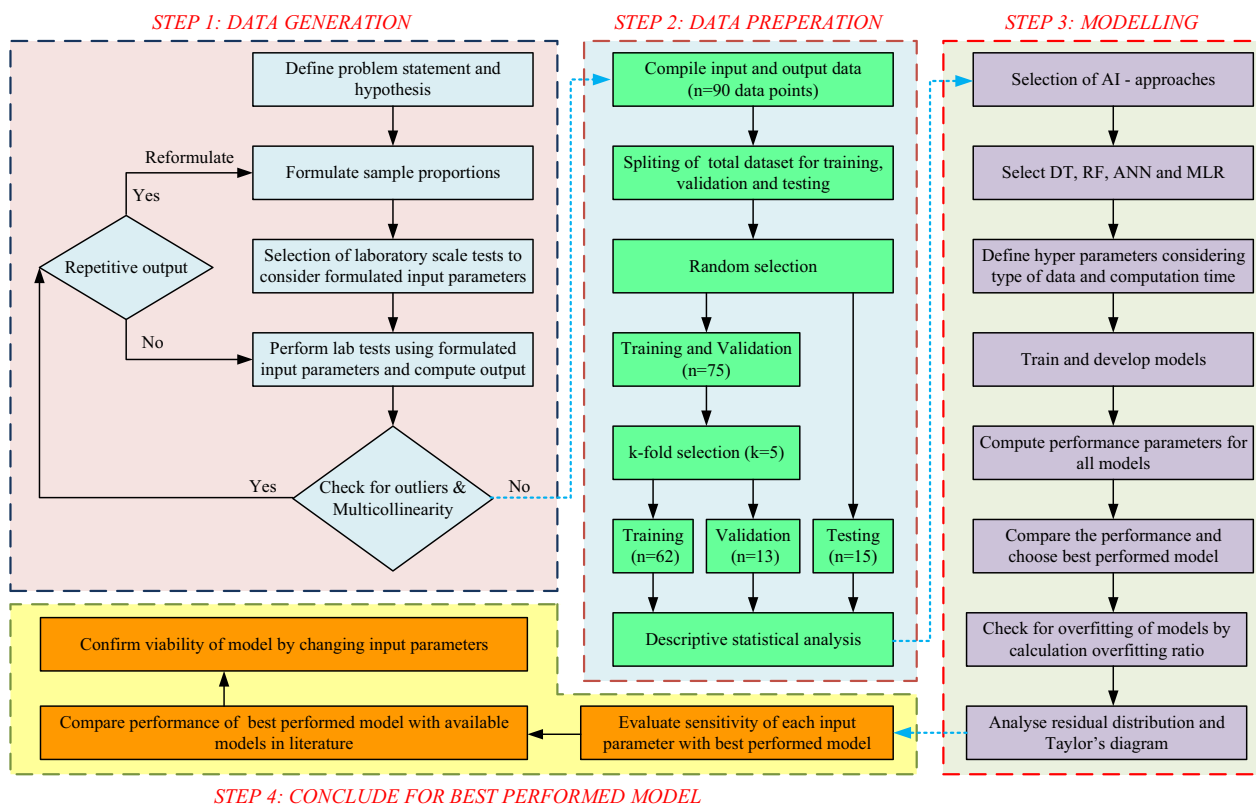 STEP 1: DATA GENERATION
Define problem statement and
hypothesis
Reformulate
Yes
Formulate sample proportions
Repetitive output
Selection of laboratory scale tests to
consider formulated input parameters
No
Perform lab tests using formulated
input parameters and compute output
Yes
Check for outliers &
Multicollinearity
No
STEP 2: DATA PREPERATION
Compile input and output data
(n=90 data points)
Spliting of total dataset for training,
validation and testing
Random selection
Training and Validation
(n=75)
k-fold selection (k=5)
Training
(n=62)
Validation
(n=13)
Testing
(n=15)
Descriptive statistical analysis
STEP 3: MODELLING
Selection of AI - approaches
Select DT, RF, ANN and MLR
Define hyper parameters considering
type of data and computation time
Train and develop models
Compute performance parameters for
all models
Compare the performance and
choose best performed model
Check for overfitting of models by
calculation overfitting ratio
Analyse residual distribution and
Taylor's diagram
Evaluate sensitivity of each input
parameter with best performed model
Compare performance of best performed model with available
models in literature
Confirm viability of model by changing input parameters
STEP 4: CONCLUDE FOR BEST PERFORMED MODEL